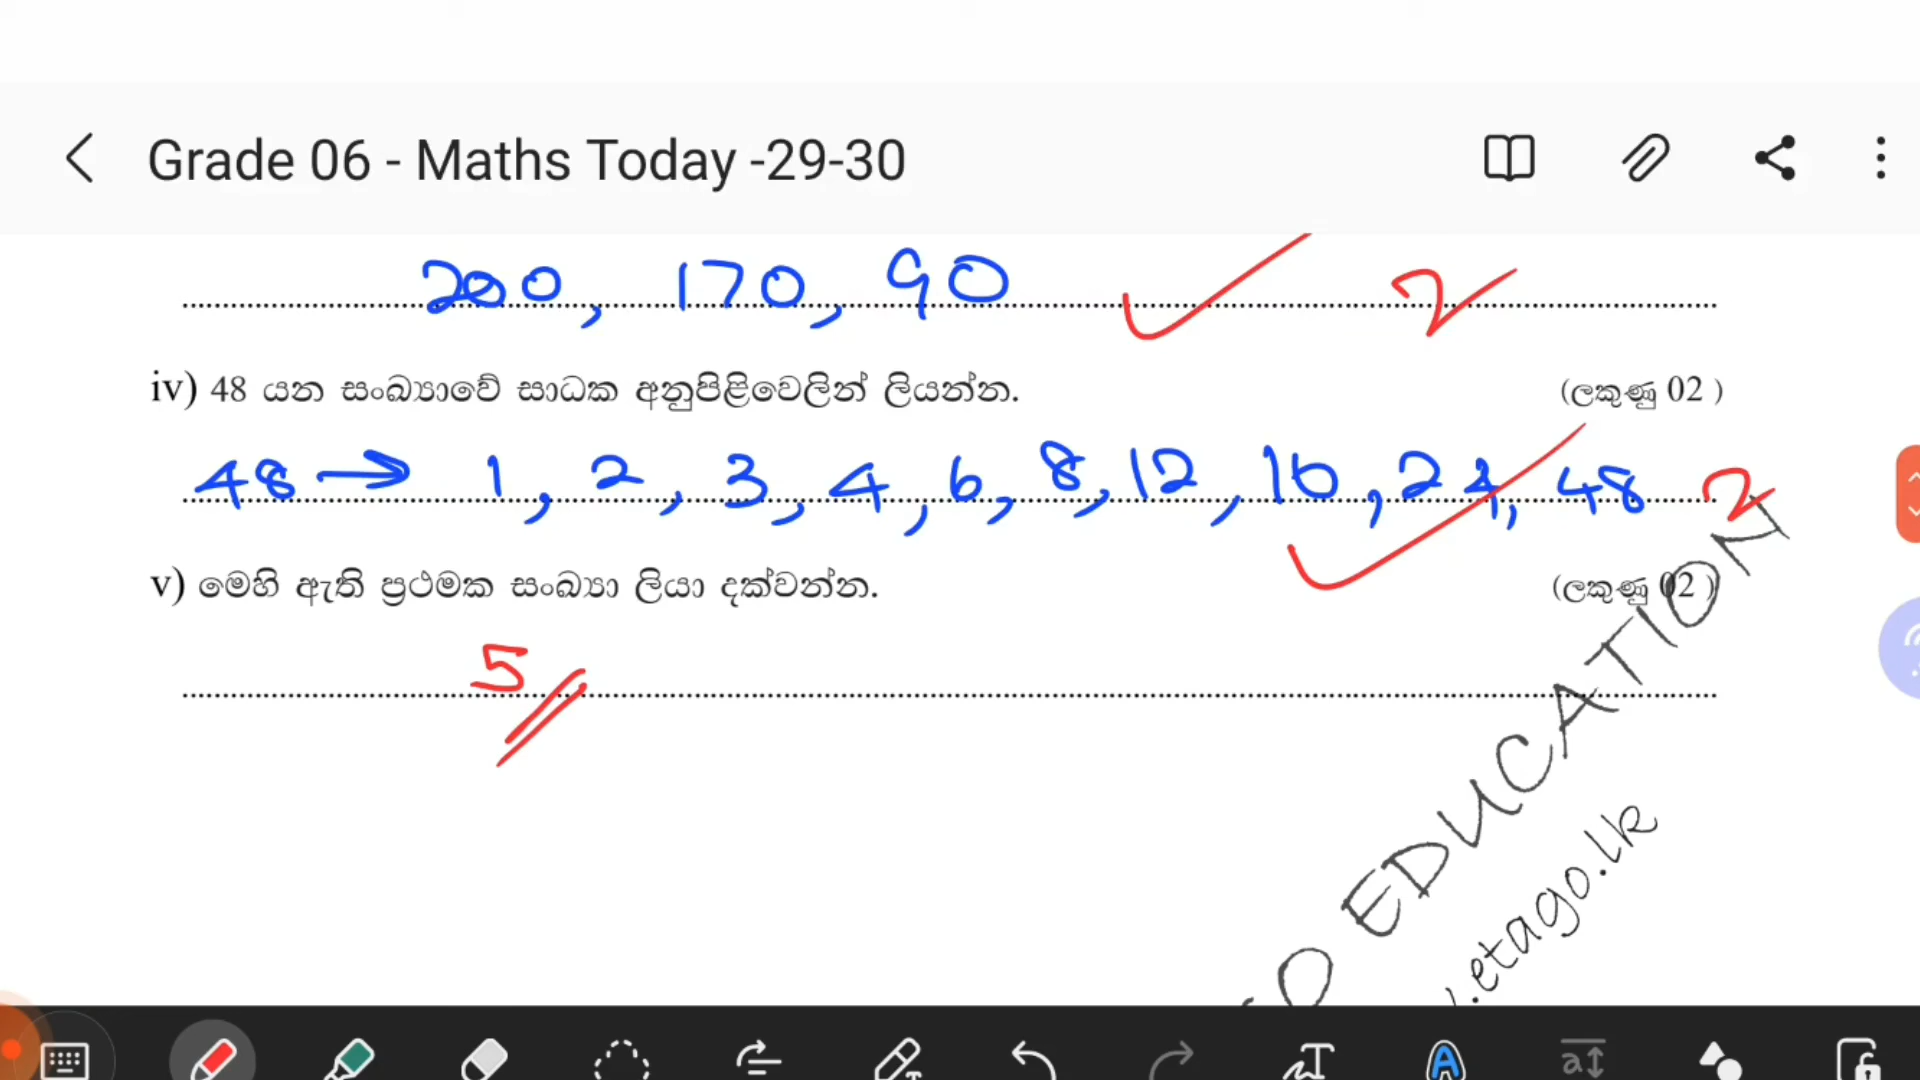 Grade 06 - Maths Today -29-30
200, 170, 90 2
iv) 48 යන සංඛ්‍යාවේ සාධක අනුපිළිවෙලින් ලියන්න. (ලකුණු 02 )
48 → 1, 2, 3, 4, 6, 8, 12, 16, 24, 48 2
v) මෙහි ඇති ප්‍රථමක සංඛ්‍යා ලියා දක්වන්න. (ලකුණු 02 )
5
O EDUCATION
.etago.lk